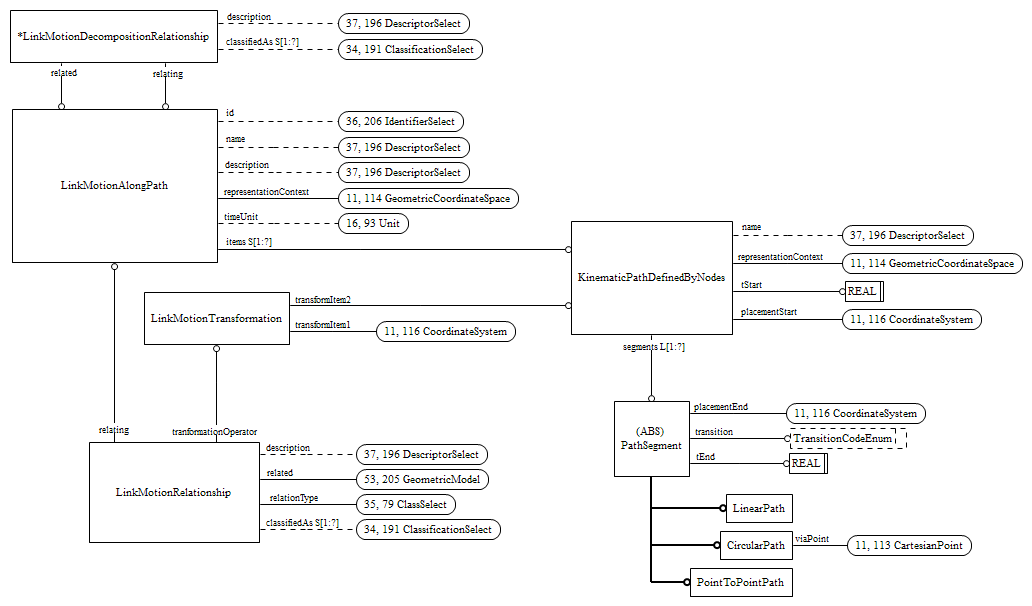 description
37, 196 DescriptorSelect
*LinkMotionDecompositionRelationship
classifiedAs S[1:?]
34, 191 ClassificationSelect
related
relating
id
36, 206 IdentifierSelect
name
37, 196 DescriptorSelect
description
37, 196 DescriptorSelect
LinkMotionAlongPath
representationContext
11, 114 GeometricCoordinateSpace
timeUnit
16, 93 Unit
items S[1:?]
name
37, 196 DescriptorSelect
representationContext
11, 114 GeometricCoordinateSpace
KinematicPathDefinedByNodes
tStart
REAL
placementStart
11, 116 CoordinateSystem
transformItem2
LinkMotionTransformation
transformItem1
11, 116 CoordinateSystem
segments L[1:?]
placementEnd
11, 116 CoordinateSystem
(ABS)
PathSegment
transition
TransitionCodeEnum
tEnd
REAL
relating
tranformationOperator
description
37, 196 DescriptorSelect
related
53, 205 GeometricModel
LinkMotionRelationship
relationType
35, 79 ClassSelect
classifiedAs S[1:?]
34, 191 ClassificationSelect
LinearPath
CircularPath
viaPoint
11, 113 CartesianPoint
PointToPointPath